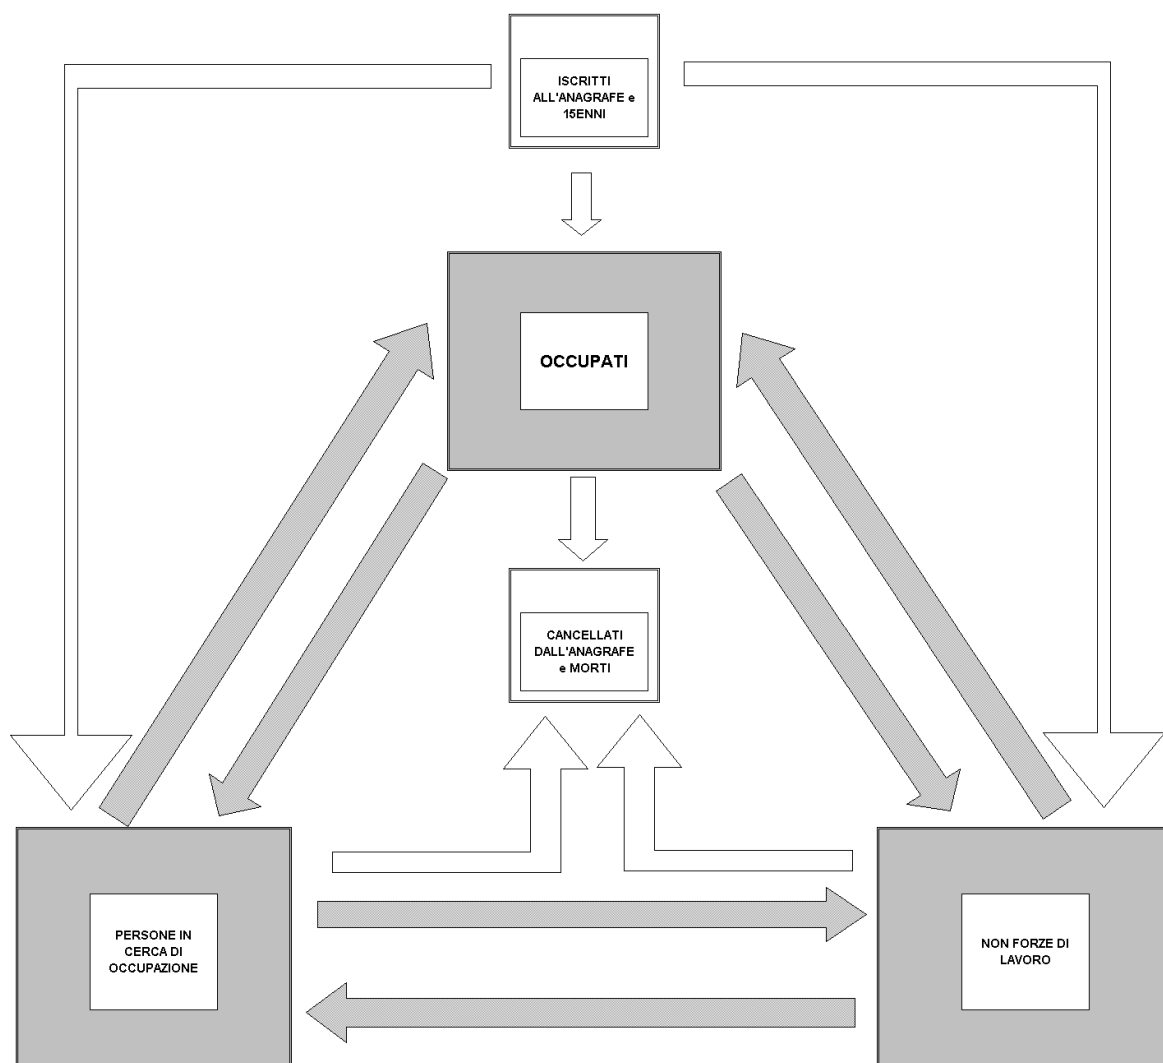 ISCRITTI
ALL'ANAGRAFE e
15ENNI
OCCUPATI
CANCELLATI
DALL'ANAGRAFE
e MORTI
PERSONE IN
CERCA DI
OCCUPAZIONE
NON FORZE DI
LAVORO